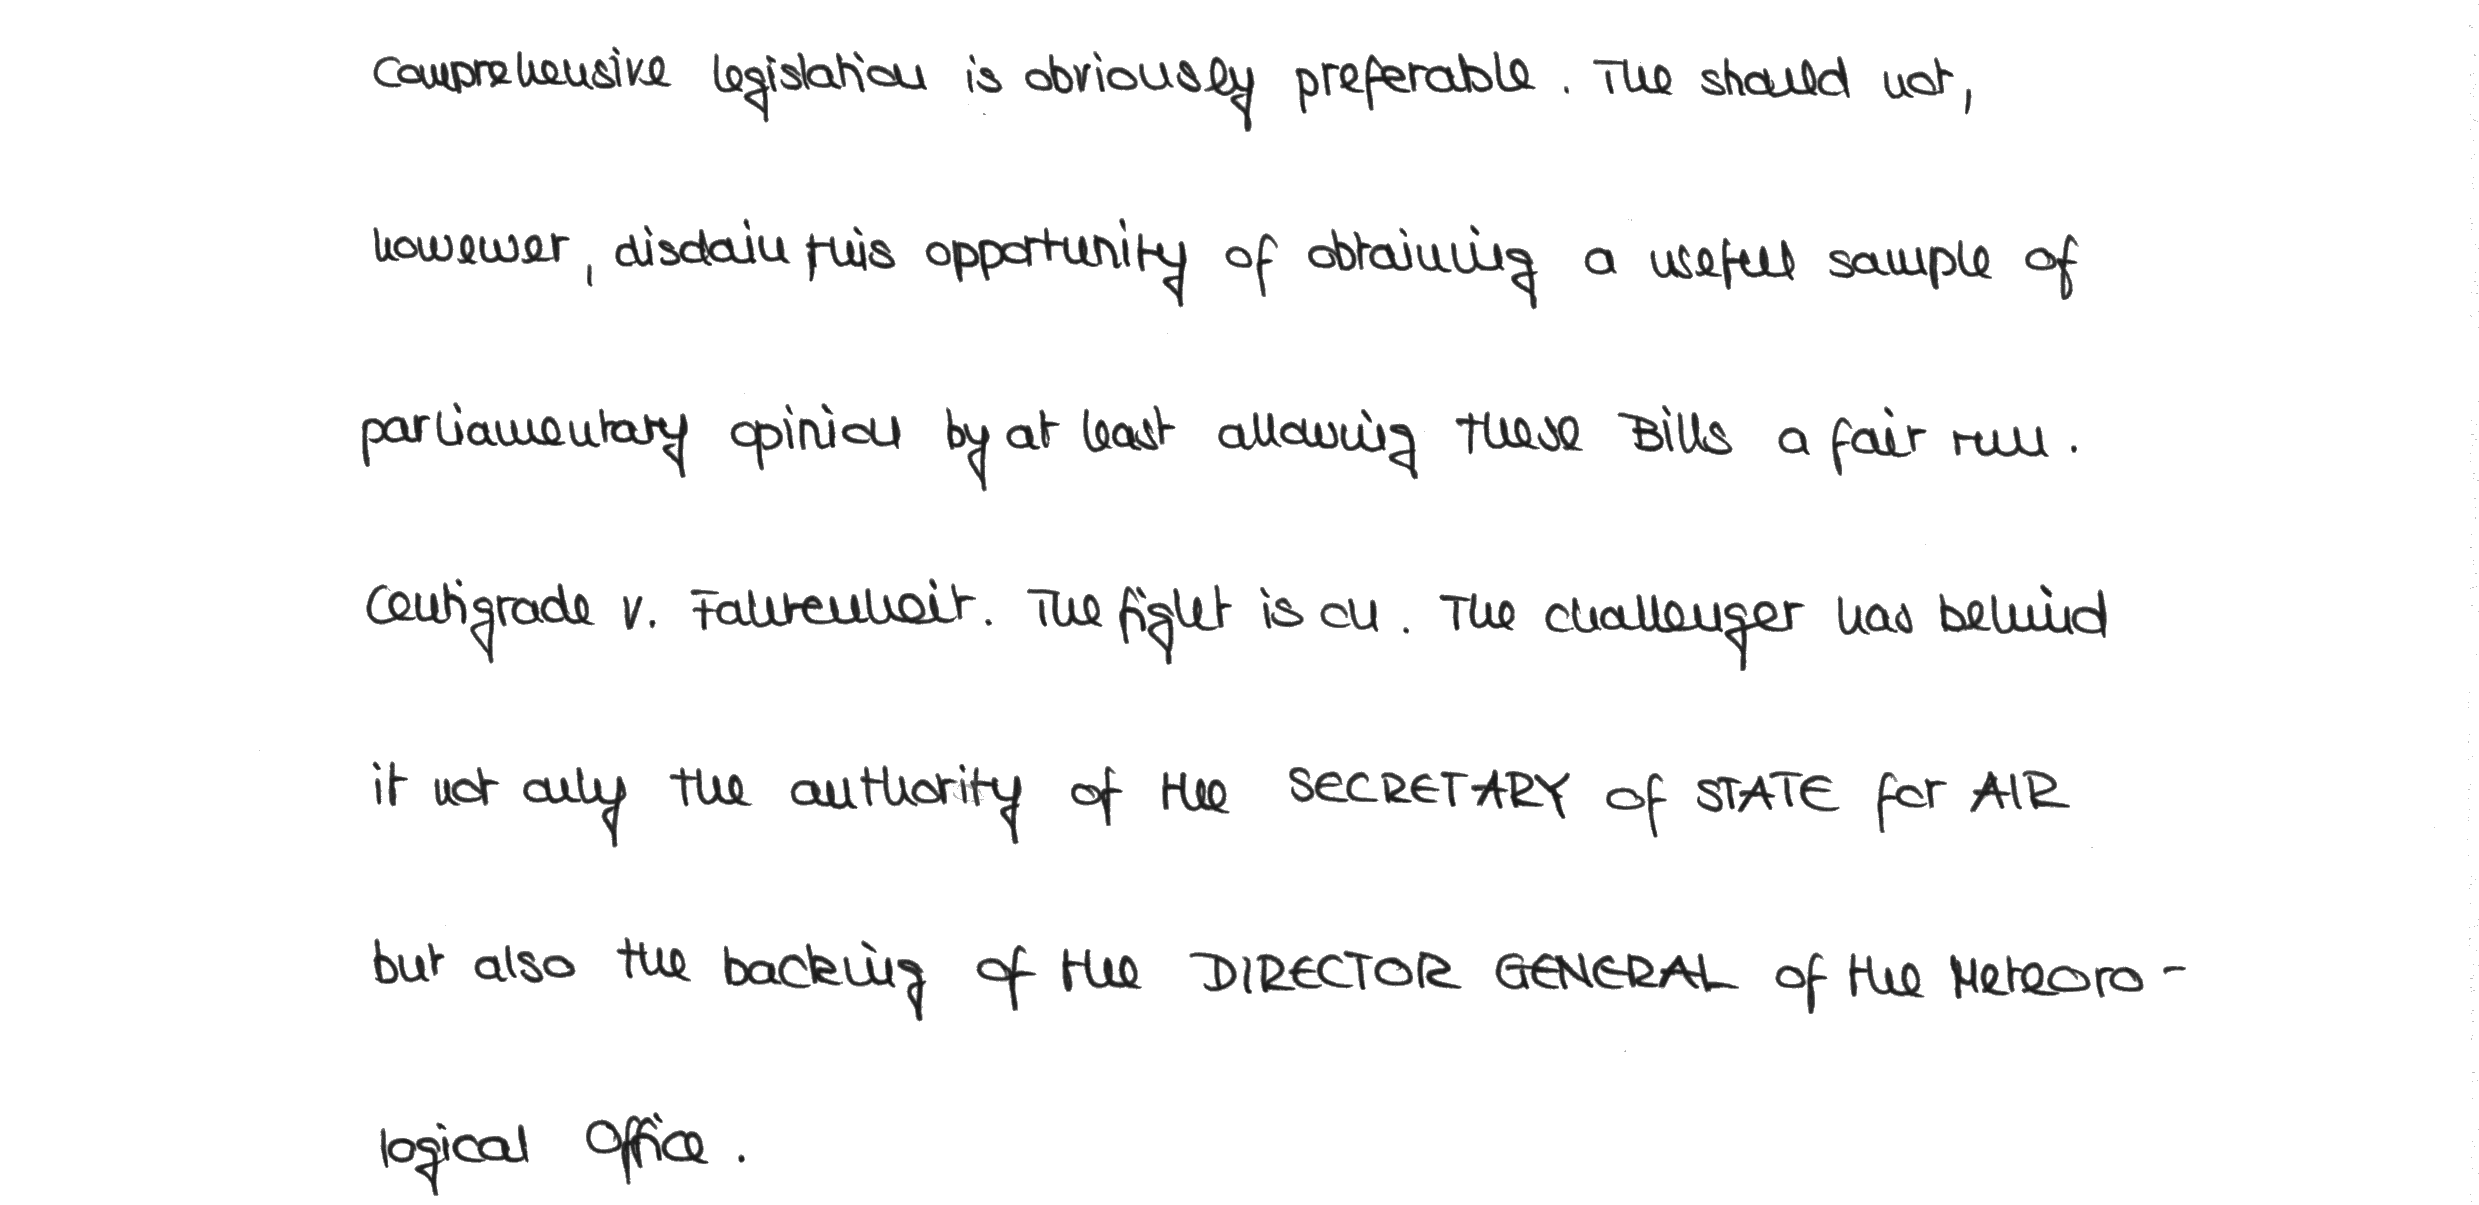 Comprehensive legislation is obviously preferable. The should not,
howewer, disdain this opportunity of obtaining a useful sample of
parliamentary opinion by at least allowing these Bills a fair run.
Centigrade v. Fahrenheit. The fight is on. The challenger has behind
it not only the authority of the SECRETARY of STATE for AIR
but also the backing of the DIRECTOR GENERAL of the Meteoro-
logical Office.